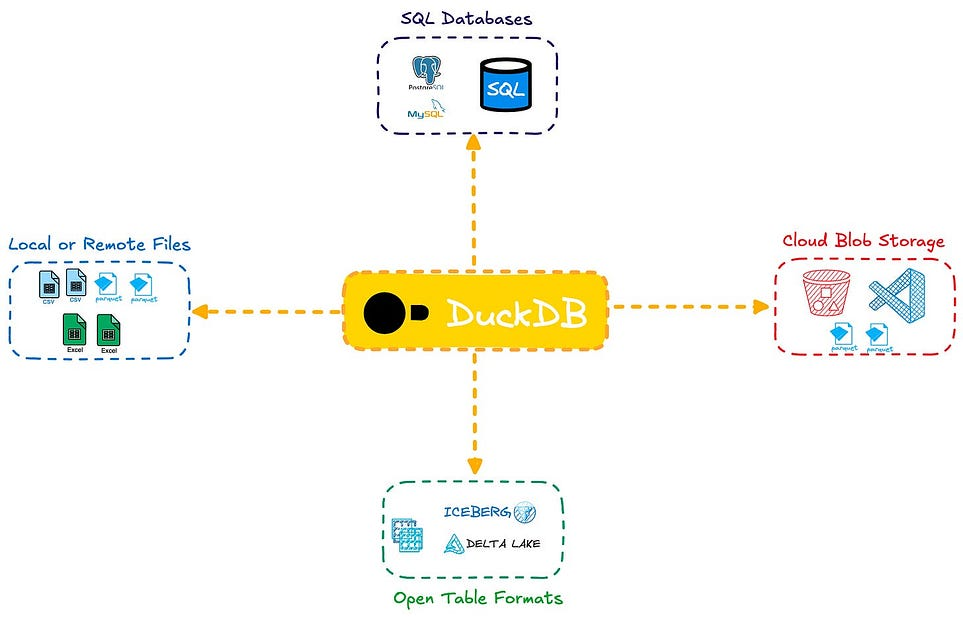 SQL Databases
PostgreSQL
SQL
MySQL
Local or Remote Files
CSV
CSV
parquet
parquet
Excel
Excel
DuckDB
Cloud Blob Storage
parquet
parquet
ICEBERG
DELTA LAKE
Open Table Formats